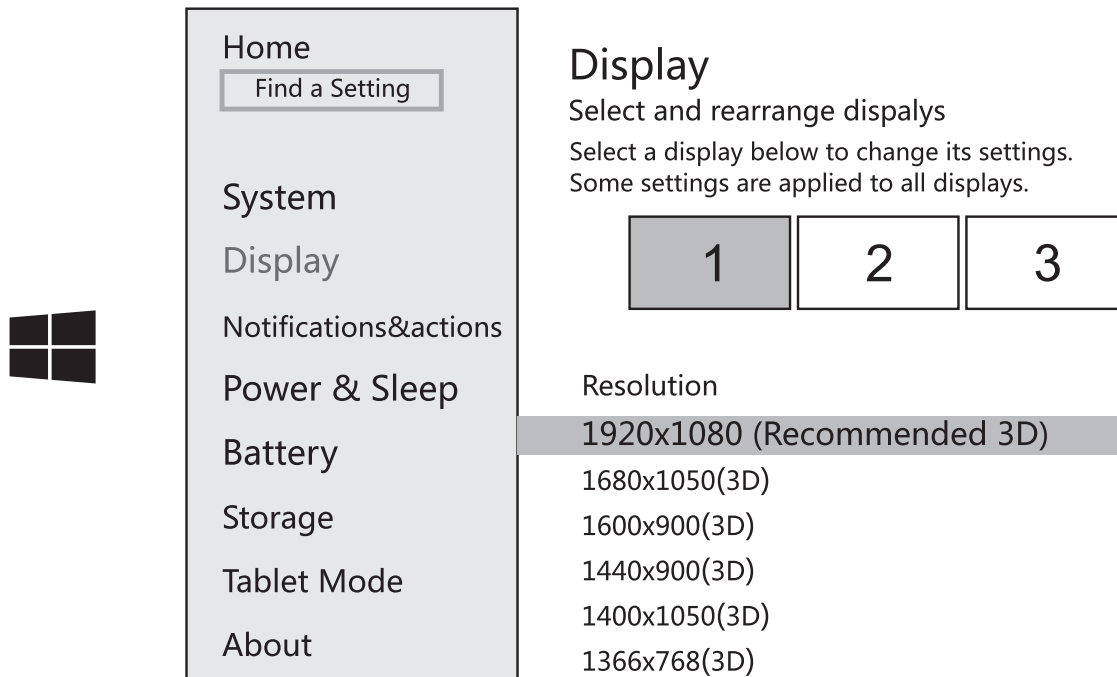 Home
Find a Setting
System
Display
Notifications&actions
Power & Sleep
Battery
Storage
Tablet Mode
About
Display
Select and rearrange dispalys
Select a display below to change its settings.
Some settings are applied to all displays.
1 2 3
Resolution
1920x1080 (Recommended 3D)
1680x1050(3D)
1600x900(3D)
1440x900(3D)
1400x1050(3D)
1366x768(3D)